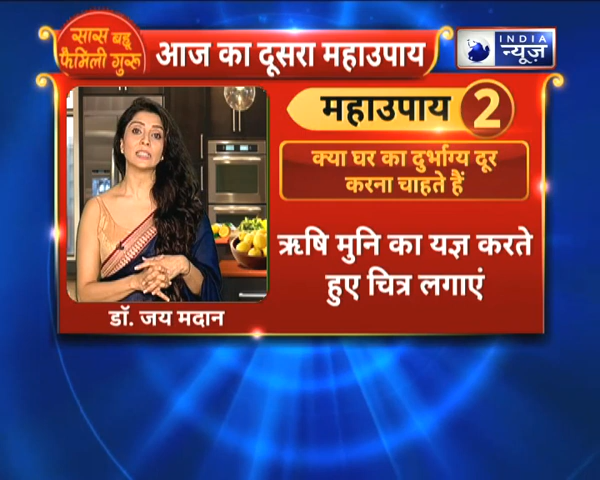 सास बहू
फैमिली गुरू
आज का दूसरा महाउपाय
INDIA
न्यूज़
महाउपाय 2
क्या घर का दुर्भाग्य दूर
करना चाहते हैं
ऋषि मुनि का यज्ञ करते
हुए चित्र लगाएं
डॉ. जय मदान